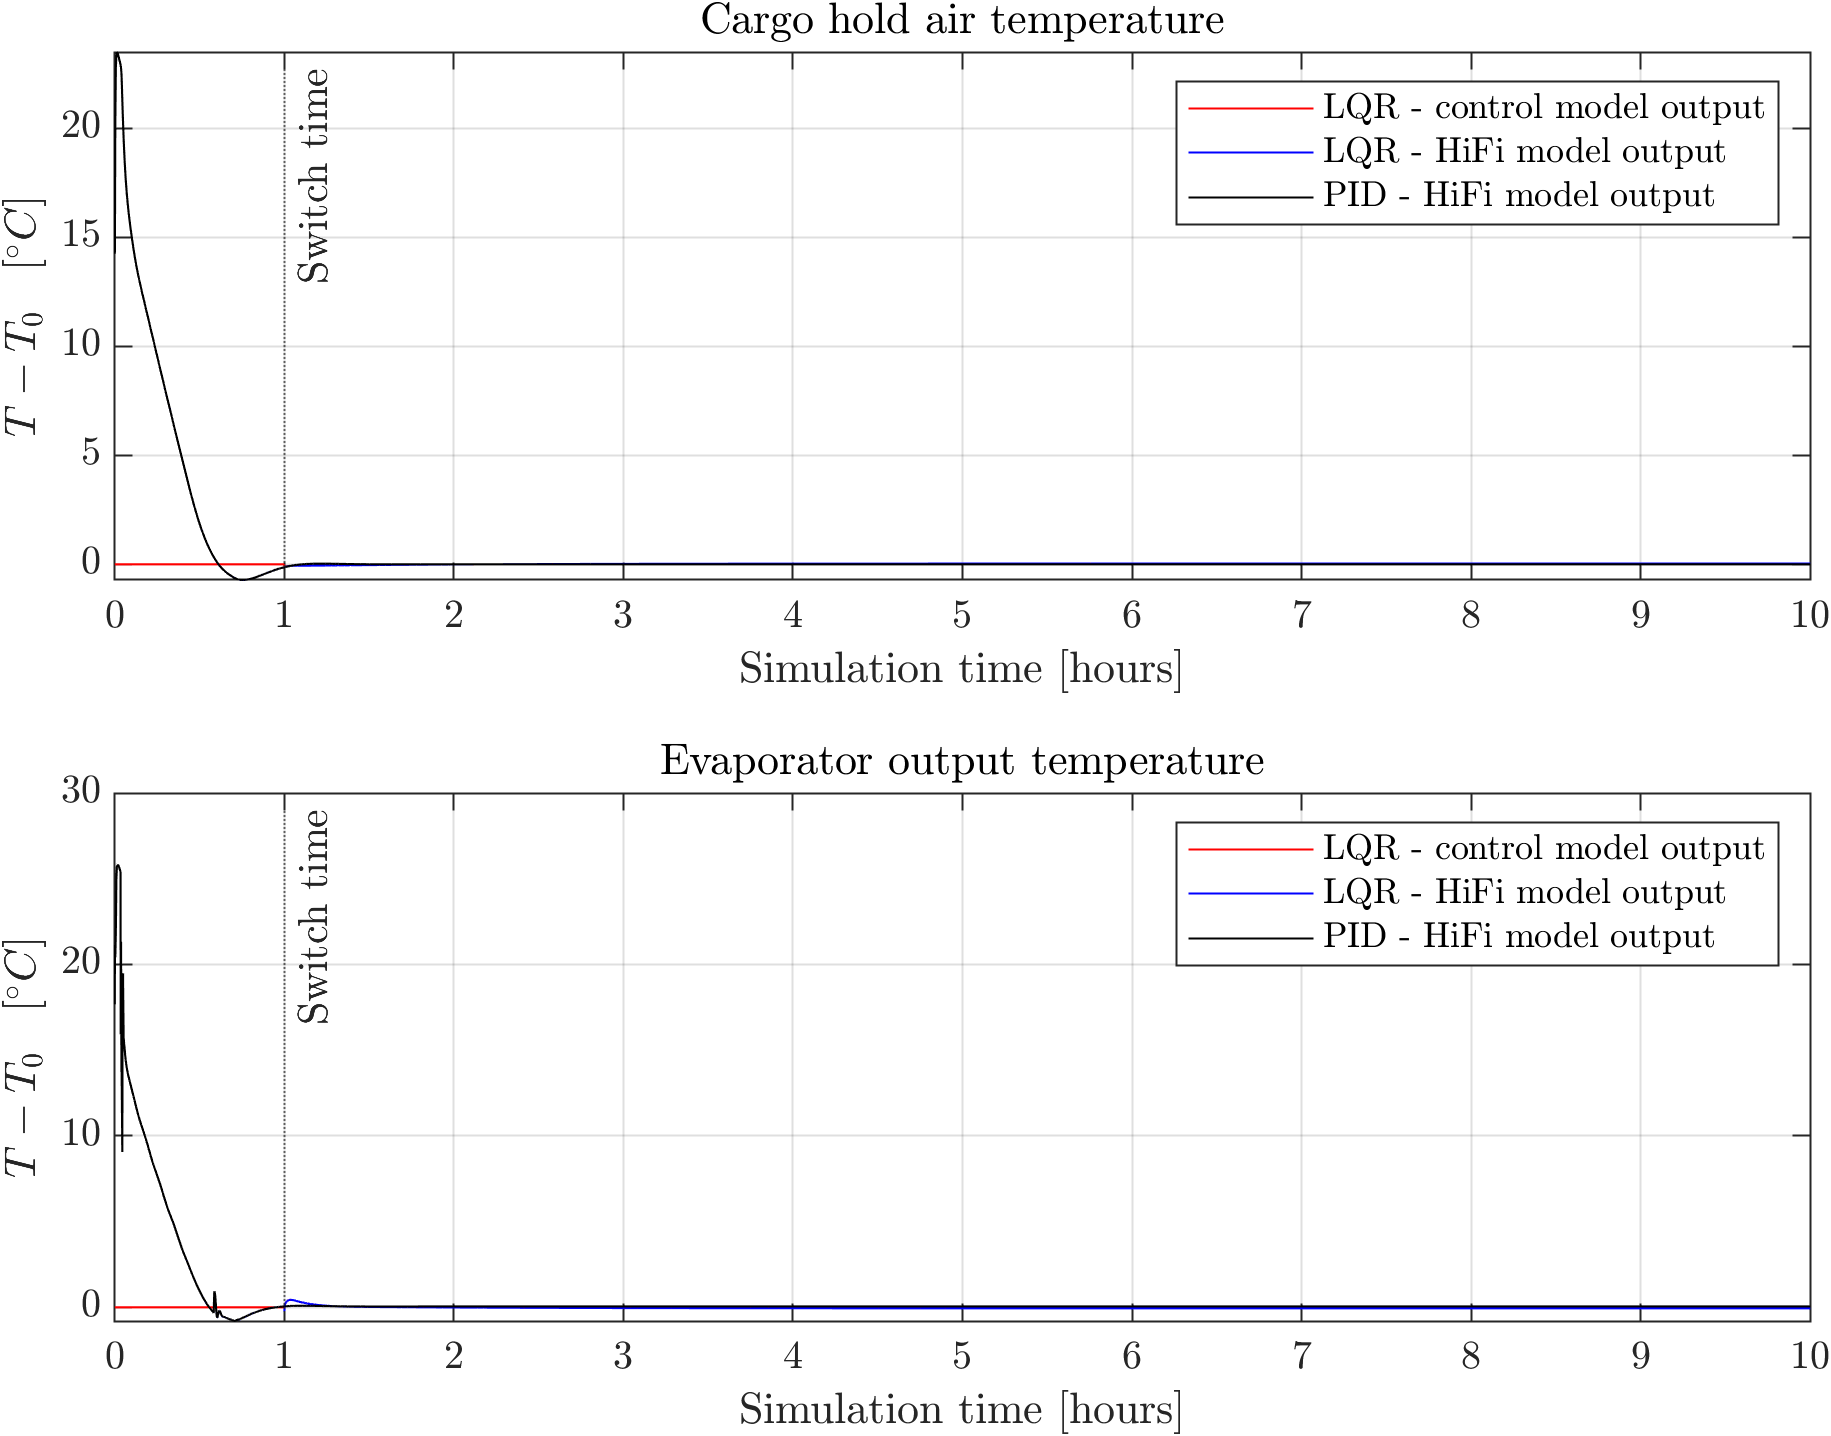 Cargo hold air temperature
T − T₀ [°C]
20
15
10
5
0
Switch time
LQR - control model output
LQR - HiFi model output
PID - HiFi model output
0 1 2 3 4 5 6 7 8 9 10
Simulation time [hours]
Evaporator output temperature
T − T₀ [°C]
30
20
10
0
Switch time
LQR - control model output
LQR - HiFi model output
PID - HiFi model output
0 1 2 3 4 5 6 7 8 9 10
Simulation time [hours]